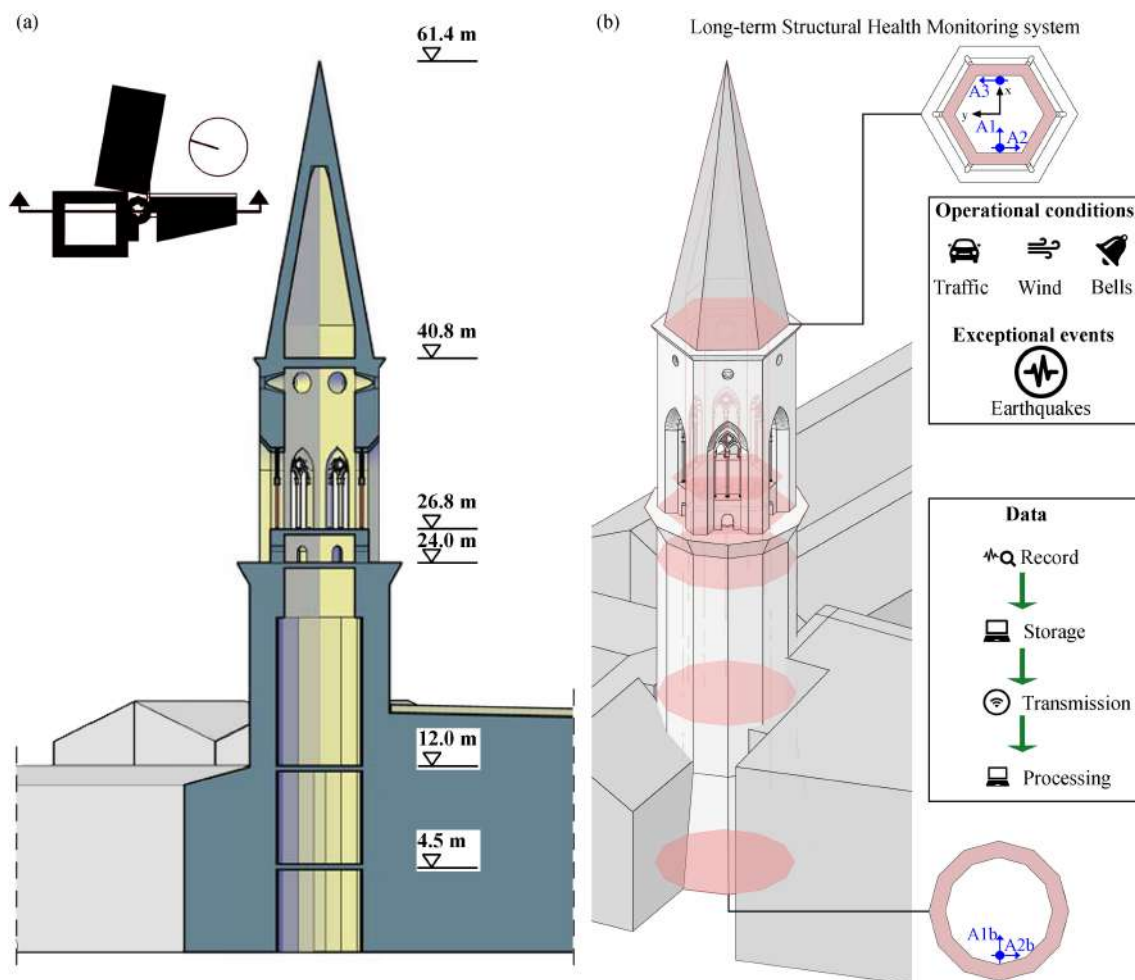 (a)
61.4 m
40.8 m
26.8 m
24.0 m
12.0 m
4.5 m
(b)
Long-term Structural Health Monitoring system
A3
x
y
A1
A2
Operational conditions
Traffic Wind Bells
Exceptional events
Earthquakes
Data
Record
Storage
Transmission
Processing
A1b
A2b